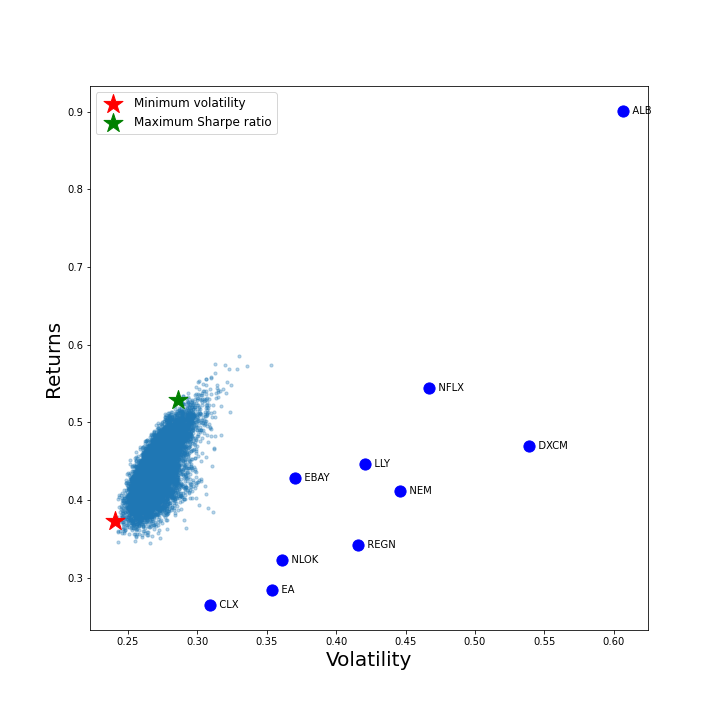 Minimum volatility
Maximum Sharpe ratio
0.9
ALB
0.8
0.7
0.6
Returns
NFLX
0.5
DXCM
LLY
EBAY
NEM
0.4
REGN
NLOK
0.3
EA
CLX
0.25 0.30 0.35 0.40 0.45 0.50 0.55 0.60
Volatility